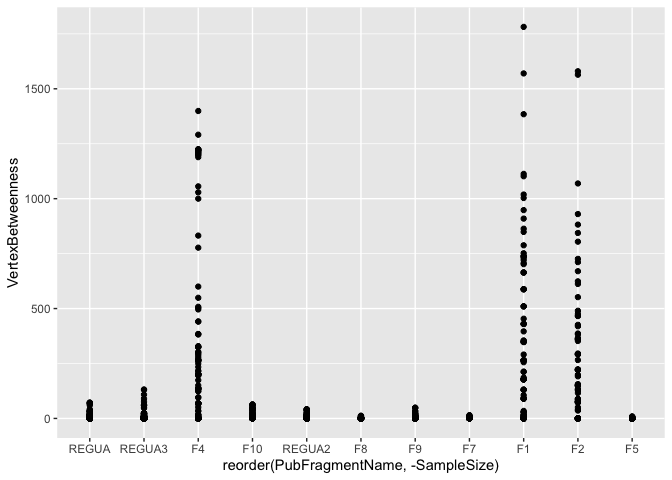 1500
1000
500
0
VertexBetweenness
REGUA REGUA3 F4 F10 REGUA2 F8 F9 F7 F1 F2 F5
reorder(PubFragmentName, -SampleSize)